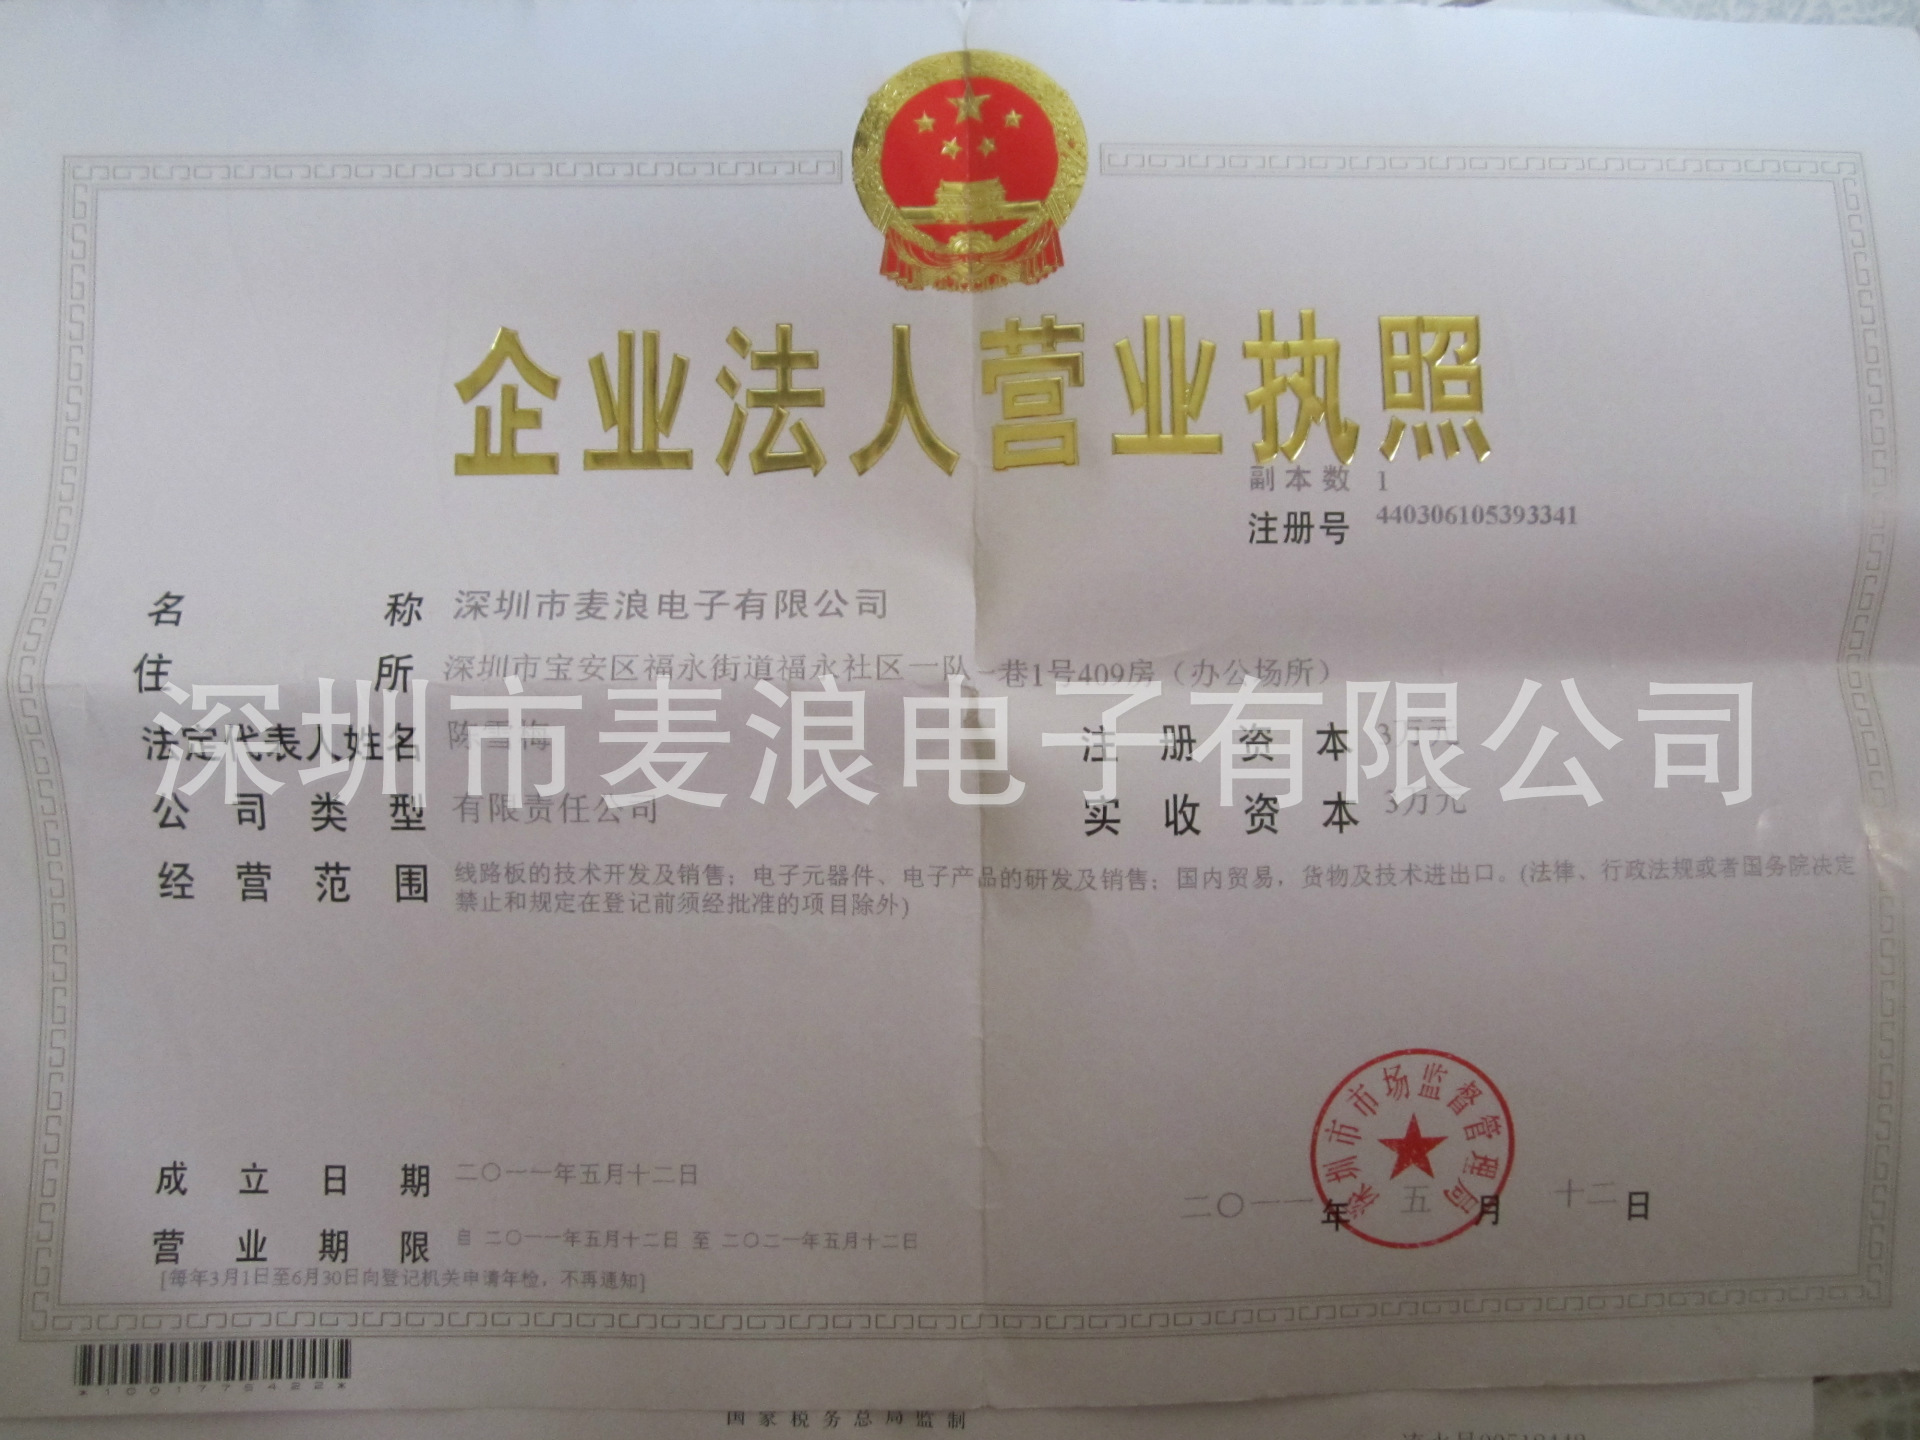 企业法人营业执照
副本数 1
注册号 440306105393341
名称 深圳市麦浪电子有限公司
住所 深圳市宝安区福永街道福永社区一队一巷1号409房（办公场所）
深圳市麦浪电子有限公司
法定代表人姓名 陈雪梅
注册资本 3万元
公司类型 有限责任公司
实收资本 3万元
经营范围 线路板的技术开发及销售；电子元器件、电子产品的研发及销售；国内贸易，货物及技术进出口。(法律、行政法规或者国务院决定
禁止和规定在登记前须经批准的项目除外)
深圳市市场监督管理局
成立日期 二〇一一年五月十二日
二〇一一年五月十二日
营业期限 自 二〇一一年五月十二日 至 二〇二一年五月十二日
[每年3月1日至6月30日向登记机关申请年检，不再通知]
*1001775422*
国家税务总局监制